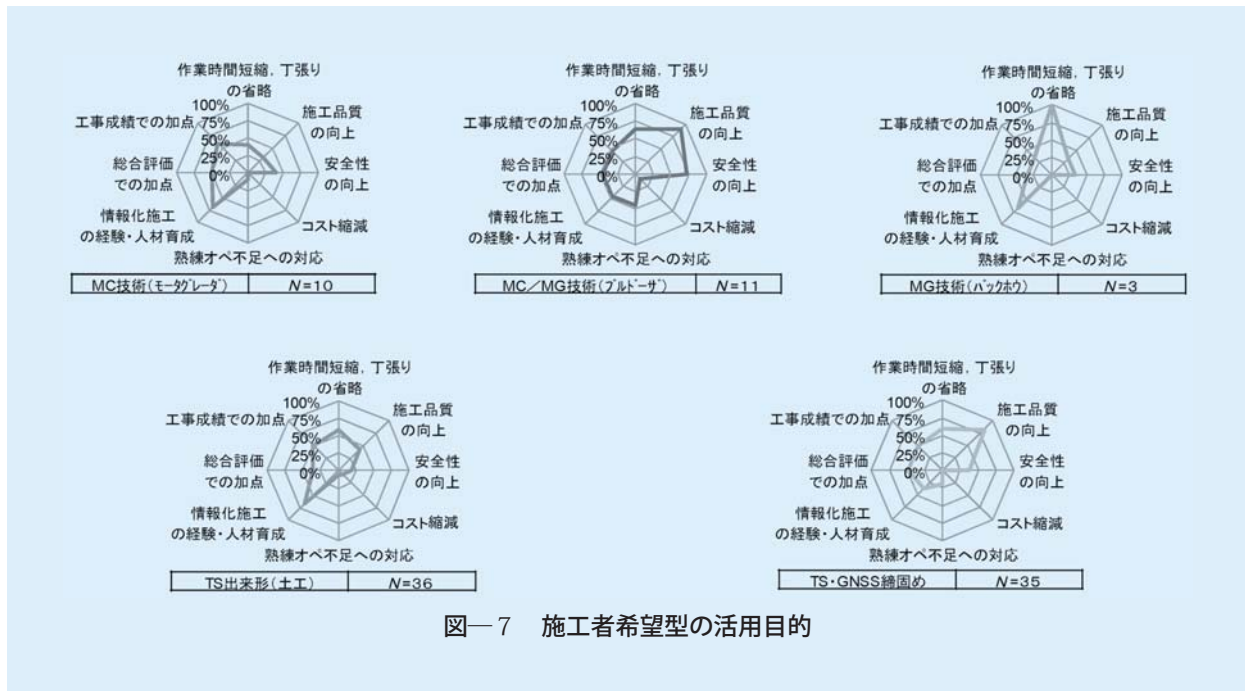 作業時間短縮，丁張り
の省略
100%
75%
50%
25%
0%
施工品質
の向上
安全性
の向上
コスト縮減
熟練オペ不足への対応
情報化施工
の経験・人材育成
総合評価
での加点
工事成績での加点
MC技術(ﾓｰﾀｸﾞﾚｰﾀﾞ) N=10
作業時間短縮，丁張り
の省略
100%
75%
50%
25%
0%
施工品質
の向上
安全性
の向上
コスト縮減
熟練オペ不足への対応
情報化施工
の経験・人材育成
総合評価
での加点
工事成績での加点
MC／MG技術(ﾌﾞﾙﾄﾞｰｻﾞ) N=11
作業時間短縮，丁張り
の省略
100%
75%
50%
25%
0%
施工品質
の向上
安全性
の向上
コスト縮減
熟練オペ不足への対応
情報化施工
の経験・人材育成
総合評価
での加点
工事成績での加点
MG技術(ﾊﾞｯｸﾎｳ) N=3
作業時間短縮，丁張り
の省略
100%
75%
50%
25%
0%
施工品質
の向上
安全性
の向上
コスト縮減
熟練オペ不足への対応
情報化施工
の経験・人材育成
総合評価
での加点
工事成績での加点
TS出来形(土工) N=36
作業時間短縮，丁張り
の省略
100%
75%
50%
25%
0%
施工品質
の向上
安全性
の向上
コスト縮減
熟練オペ不足への対応
情報化施工
の経験・人材育成
総合評価
での加点
工事成績での加点
TS・GNSS締固め N=35
図—7 施工者希望型の活用目的